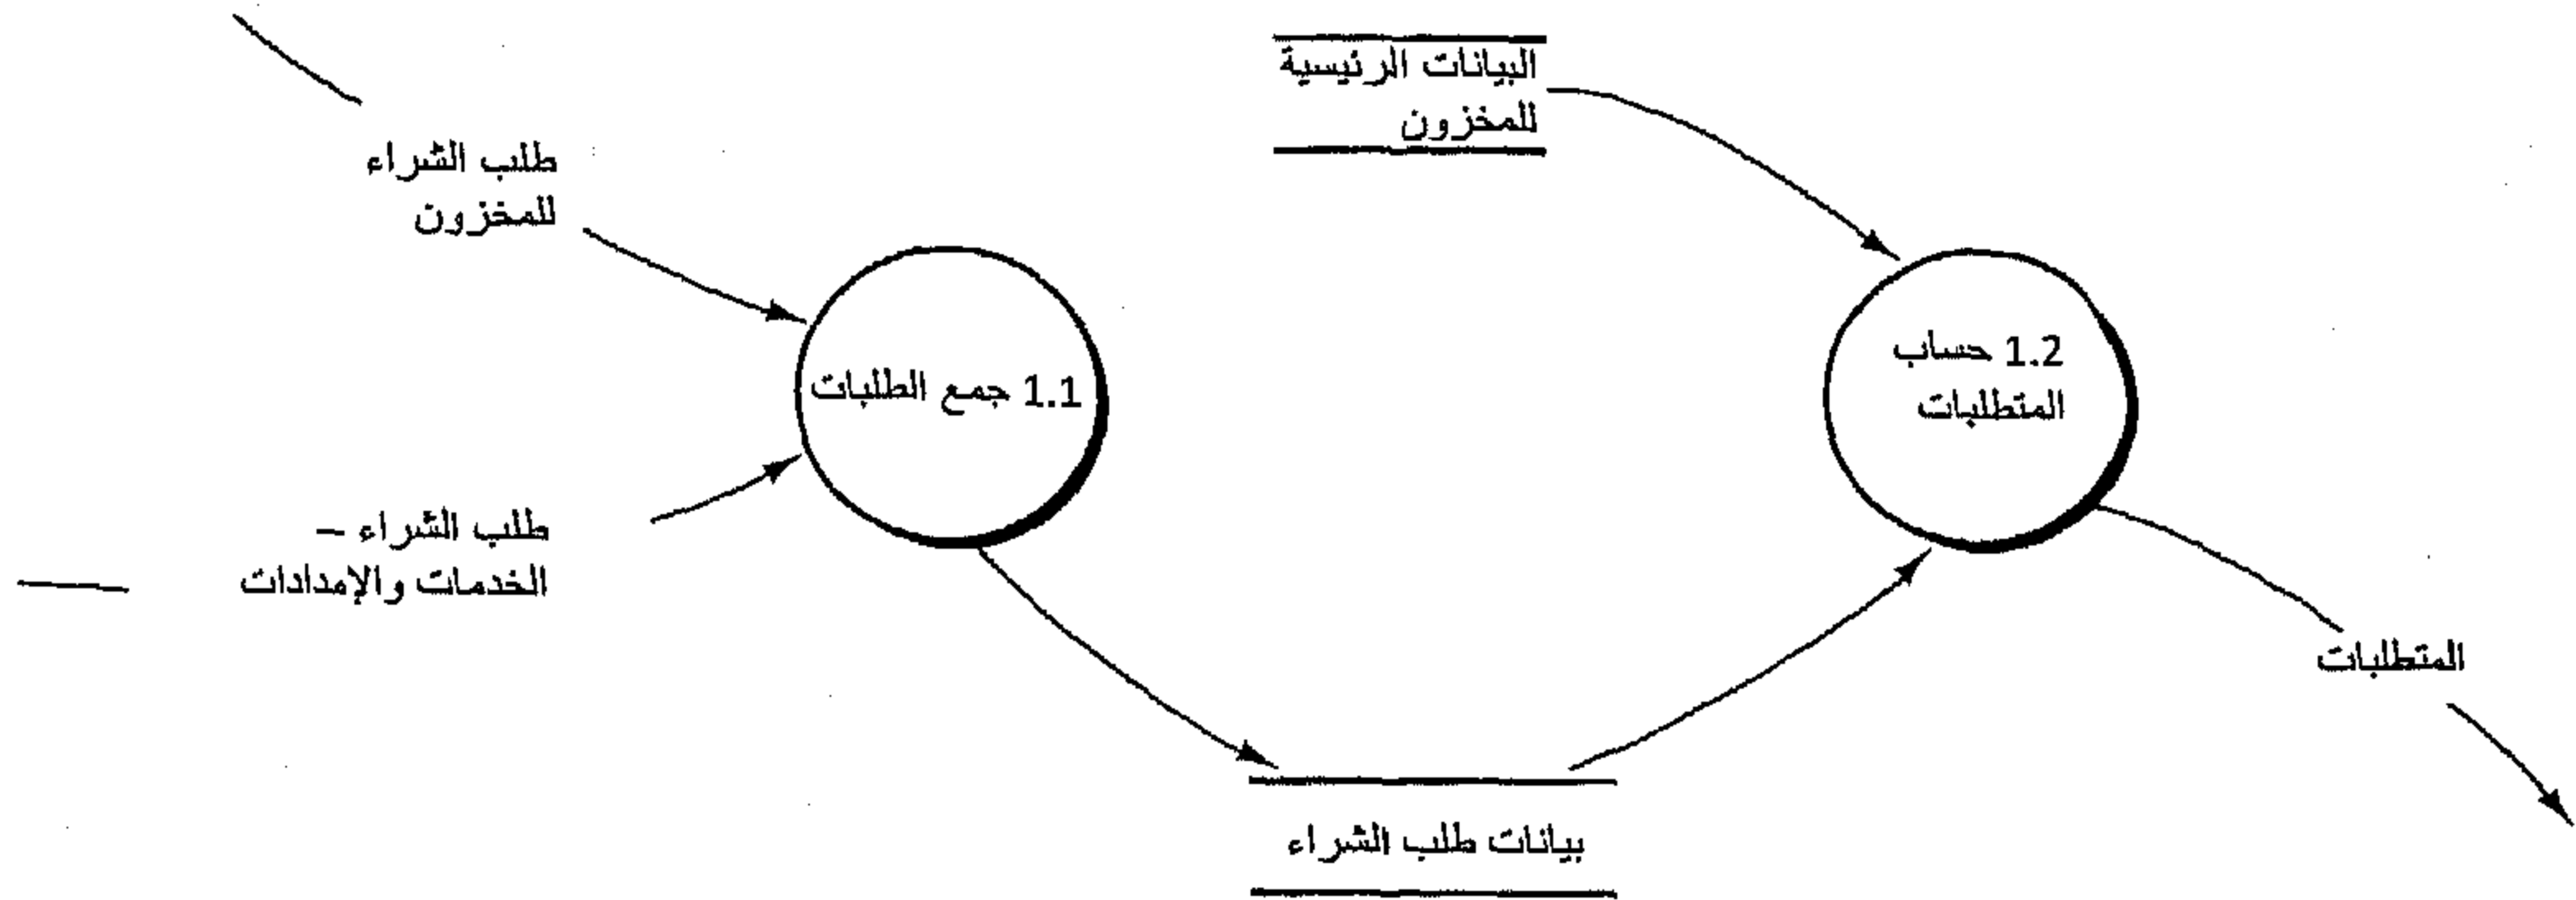 البيانات الرئيسية
للمخزون
طلب الشراء
للمخزون
1.1 جمع الطلبات
1.2 حساب
المتطلبات
طلب الشراء –
الخدمات والإمدادات
المتطلبات
بيانات طلب الشراء